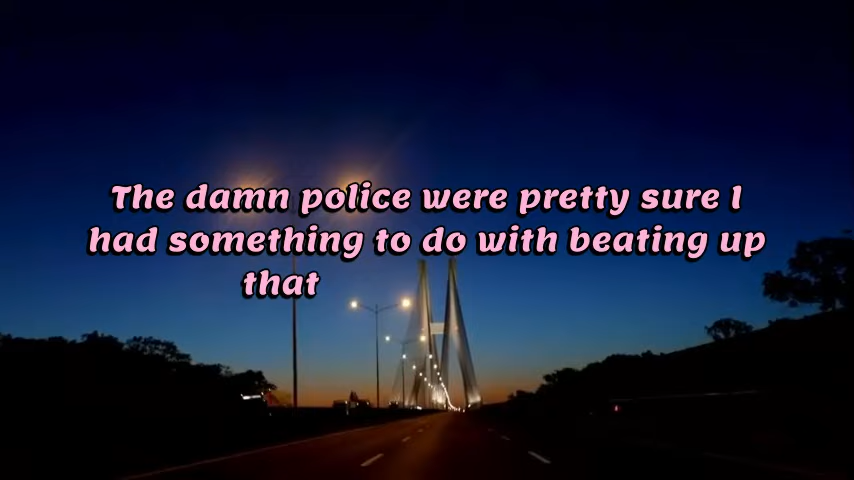 The damn police were pretty sure I
had something to do with beating up
that